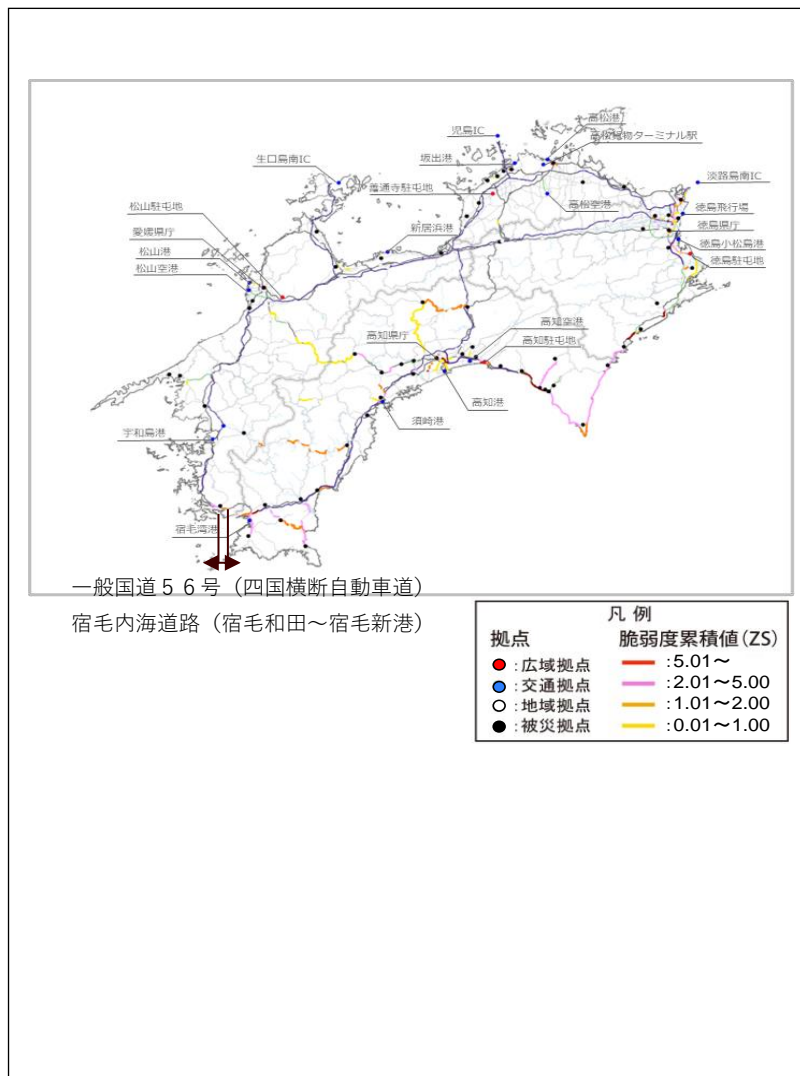 高松港
児島IC
高松貨物ターミナル駅
坂出港
生口島南IC
淡路島南IC
善通寺駐屯地
松山駐屯地
高松空港
徳島飛行場
愛媛県庁
新居浜港
徳島県庁
松山港
徳島小松島港
松山空港
徳島駐屯地
高知空港
高知県庁
高知駐屯地
高知港
須崎港
宇和島港
宿毛湾港
一般国道５６号（四国横断自動車道）
宿毛内海道路（宿毛和田～宿毛新港）
凡 例
拠点 脆弱度累積値(ZS)
:広域拠点 :5.01～
:交通拠点 :2.01～5.00
:地域拠点 :1.01～2.00
:被災拠点 :0.01～1.00